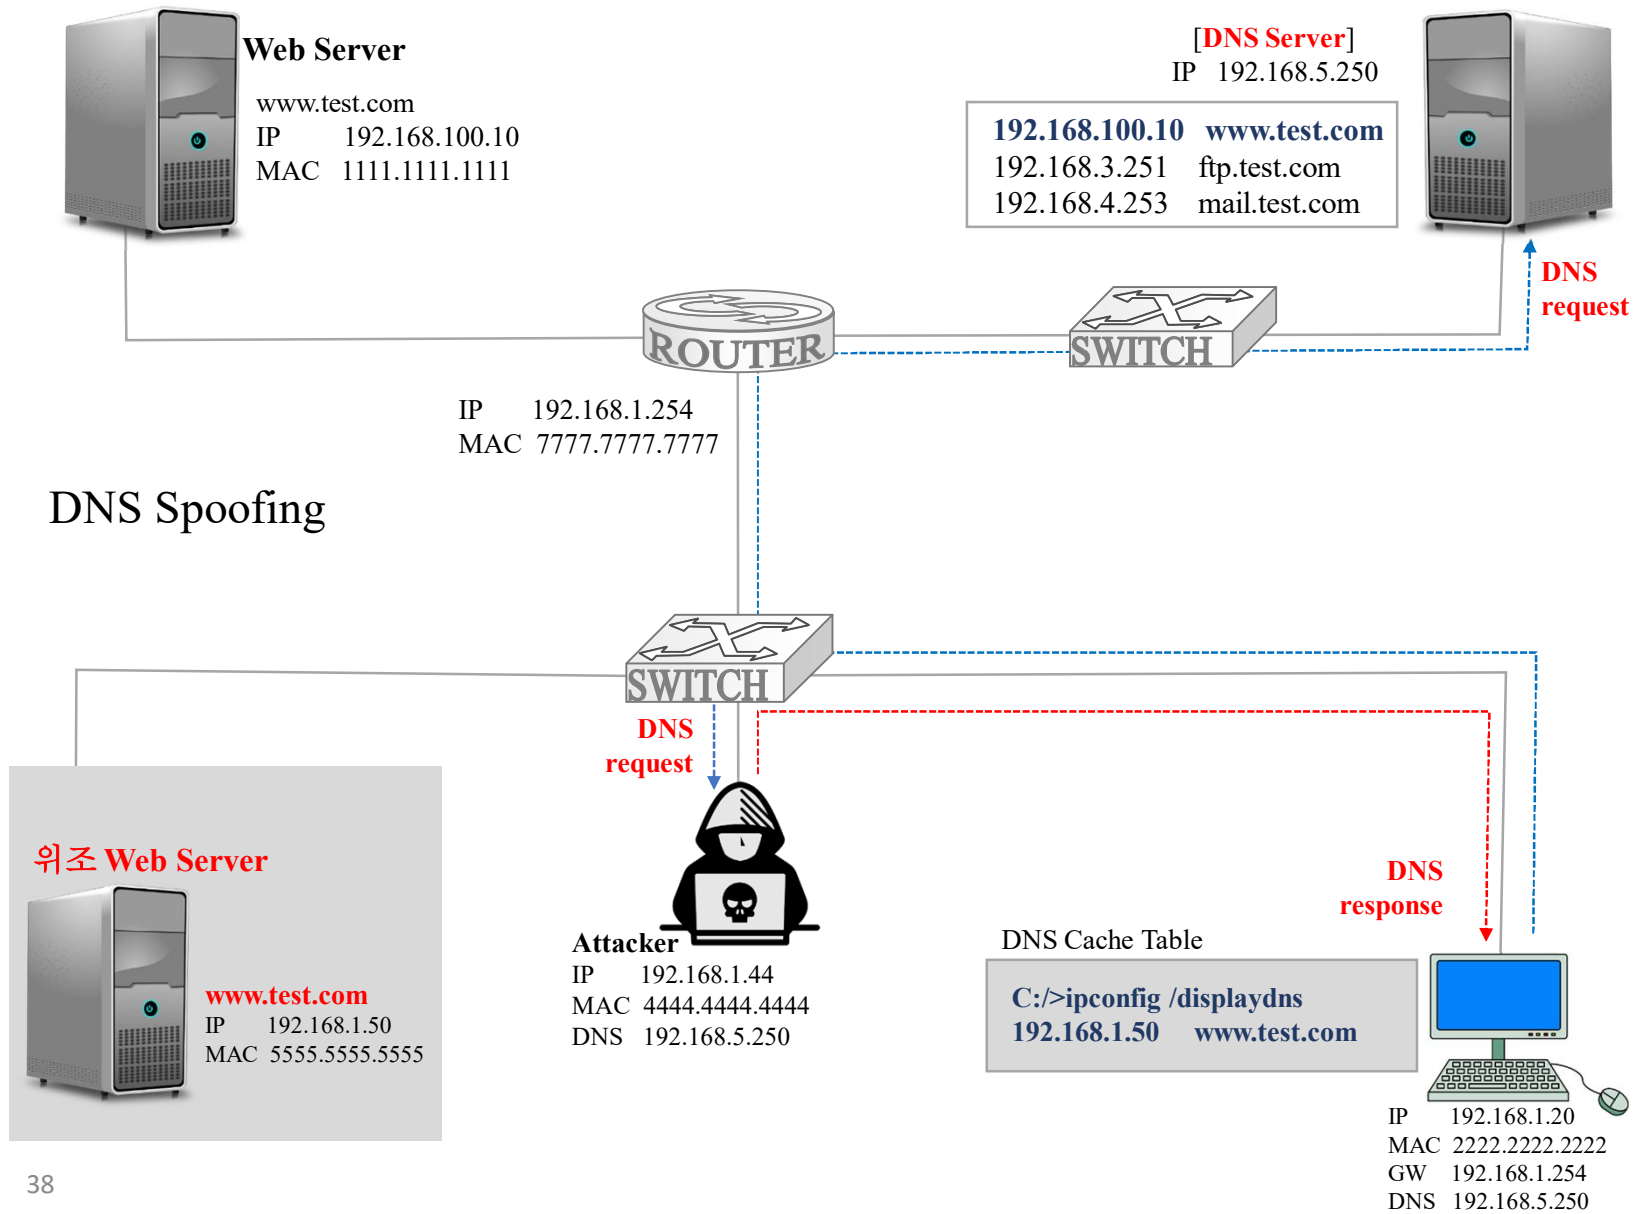 Web Server
www.test.com
IP 192.168.100.10
MAC 1111.1111.1111
[DNS Server]
IP 192.168.5.250
192.168.100.10 www.test.com
192.168.3.251 ftp.test.com
192.168.4.253 mail.test.com
DNS
request
ROUTER
SWITCH
IP 192.168.1.254
MAC 7777.7777.7777
DNS Spoofing
SWITCH
DNS
request
위조 Web Server
www.test.com
IP 192.168.1.50
MAC 5555.5555.5555
Attacker
IP 192.168.1.44
MAC 4444.4444.4444
DNS 192.168.5.250
DNS
response
DNS Cache Table
C:/>ipconfig /displaydns
192.168.1.50 www.test.com
IP 192.168.1.20
MAC 2222.2222.2222
GW 192.168.1.254
DNS 192.168.5.250
38